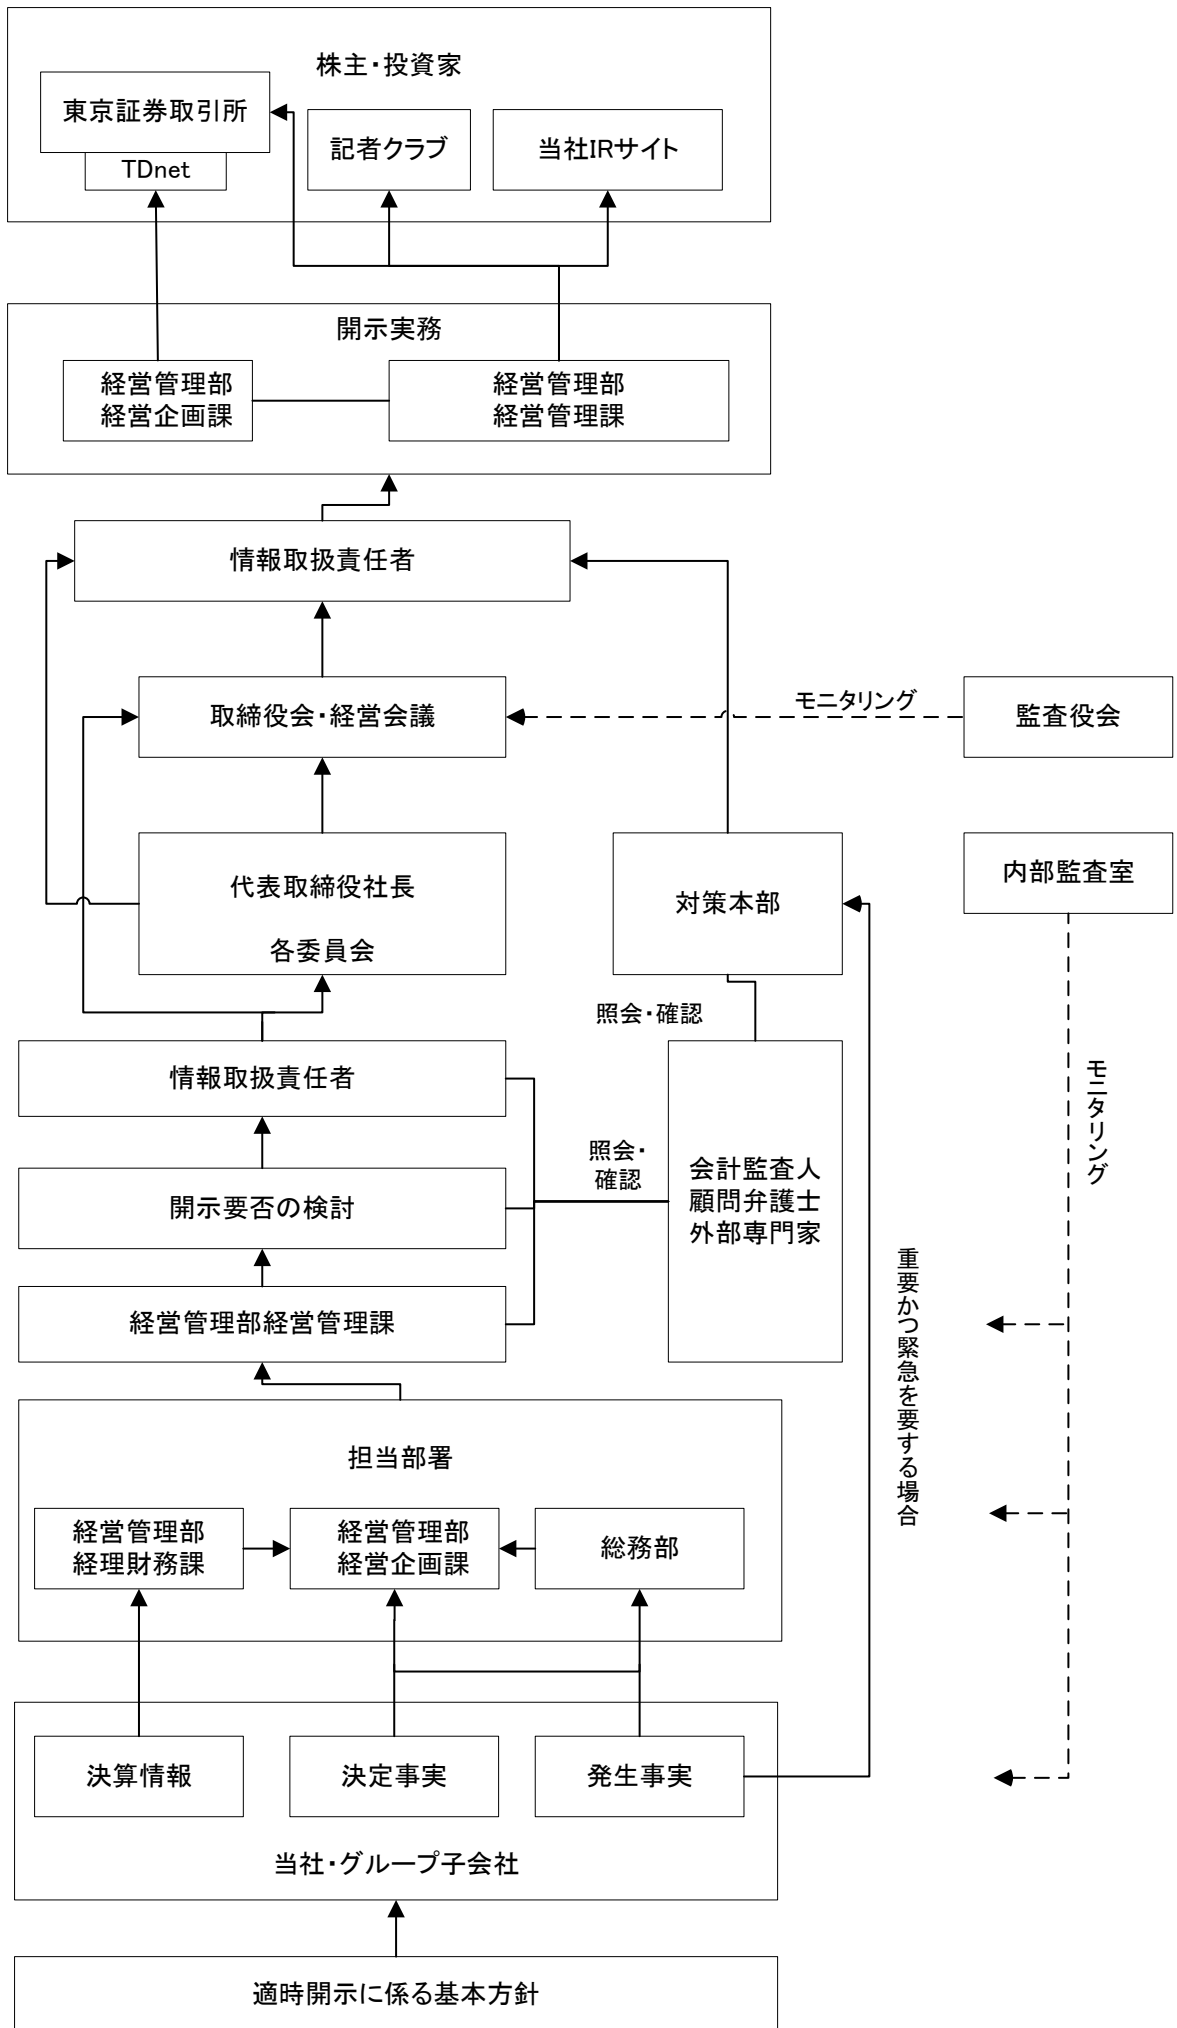 株主・投資家
東京証券取引所
TDnet
記者クラブ
当社IRサイト
開示実務
経営管理部
経営企画課
経営管理部
経営管理課
情報取扱責任者
取締役会・経営会議
モニタリング
監査役会
代表取締役社長
各委員会
対策本部
内部監査室
照会・確認
情報取扱責任者
モニタリング
照会・
確認
会計監査人
顧問弁護士
外部専門家
開示要否の検討
重要かつ緊急を要する場合
経営管理部経営管理課
担当部署
経営管理部
経理財務課
経営管理部
経営企画課
総務部
決算情報
決定事実
発生事実
当社・グループ子会社
適時開示に係る基本方針